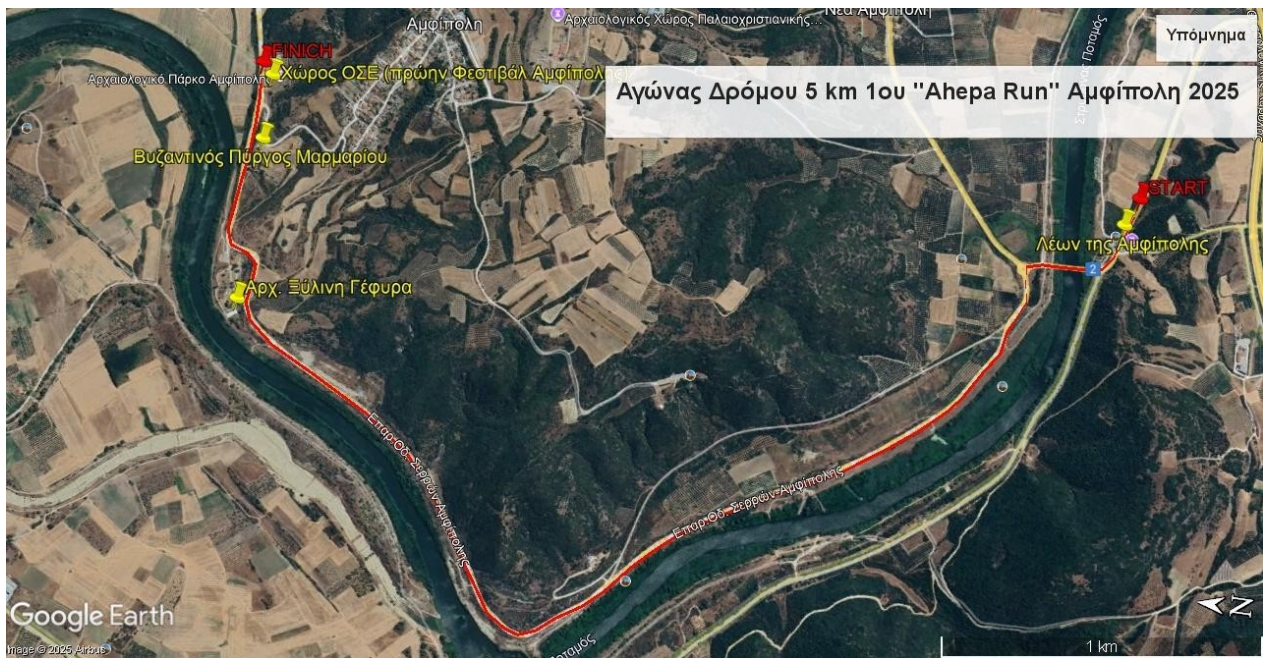 Αμφίπολη
Αρχαιολογικός Χώρος Παλαιοχριστιανικής...
Νέα Αμφίπολη
Υπόμνημα
FINICH
Χώρος ΟΣΕ (πρώην Φεστιβάλ Αμφίπολης)
Αρχαιολογικό Πάρκο Αμφίπολης
Αγώνας Δρόμου 5 km 1ου "Ahepa Run" Αμφίπολη 2025
Βυζαντινός Πύργος Μαρμαρίου
START
Λέων της Αμφίπολης
2
Αρχ. Ξύλινη Γέφυρα
Επαρ.Οδ. Σερρών-Αμφίπολης
Επαρ.Οδ. Σερρών-Αμφίπολης
Ποταμός
Google Earth
Image © 2025 Airbus
N
1 km